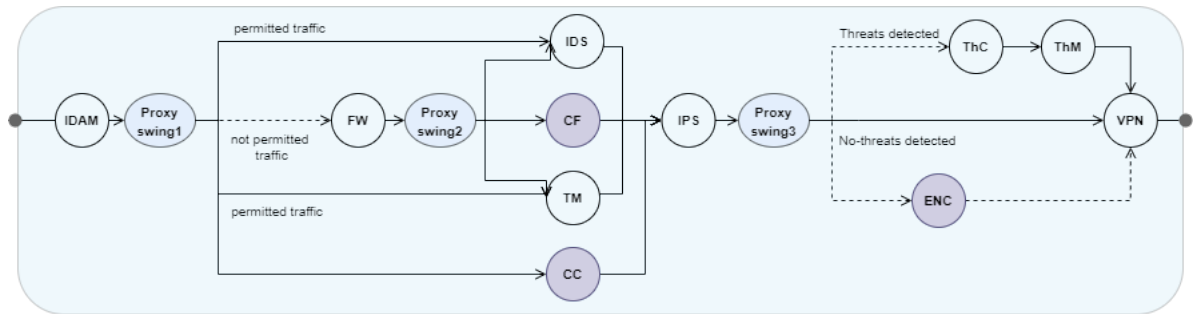 permitted traffic
IDS
Threats detected
ThC
ThM
IDAM
Proxy
swing1
not permitted
traffic
FW
Proxy
swing2
CF
IPS
Proxy
swing3
No-threats detected
VPN
permitted traffic
TM
ENC
CC